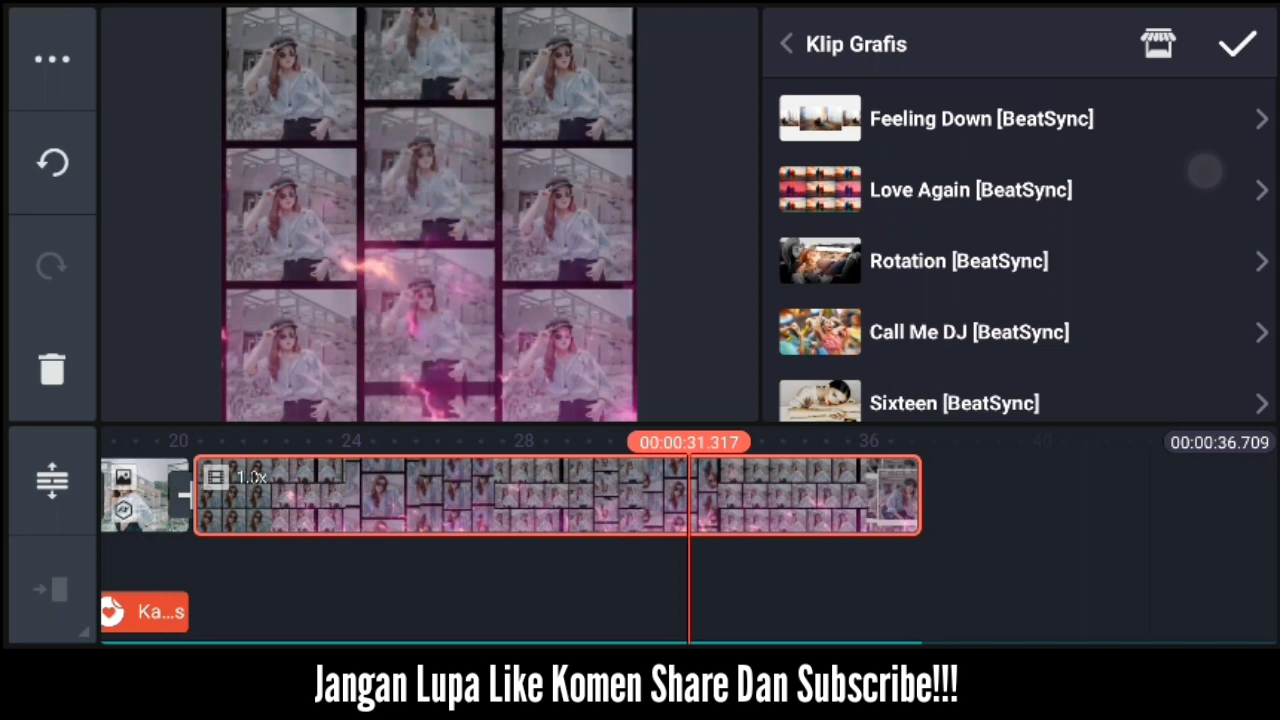 Klip Grafis
Feeling Down [BeatSync]
Love Again [BeatSync]
Rotation [BeatSync]
Call Me DJ [BeatSync]
Sixteen [BeatSync]
20
24
28
00:00:31.317
36
40
00:00:36.709
1.0x
Ka...s
Jangan Lupa Like Komen Share Dan Subscribe!!!